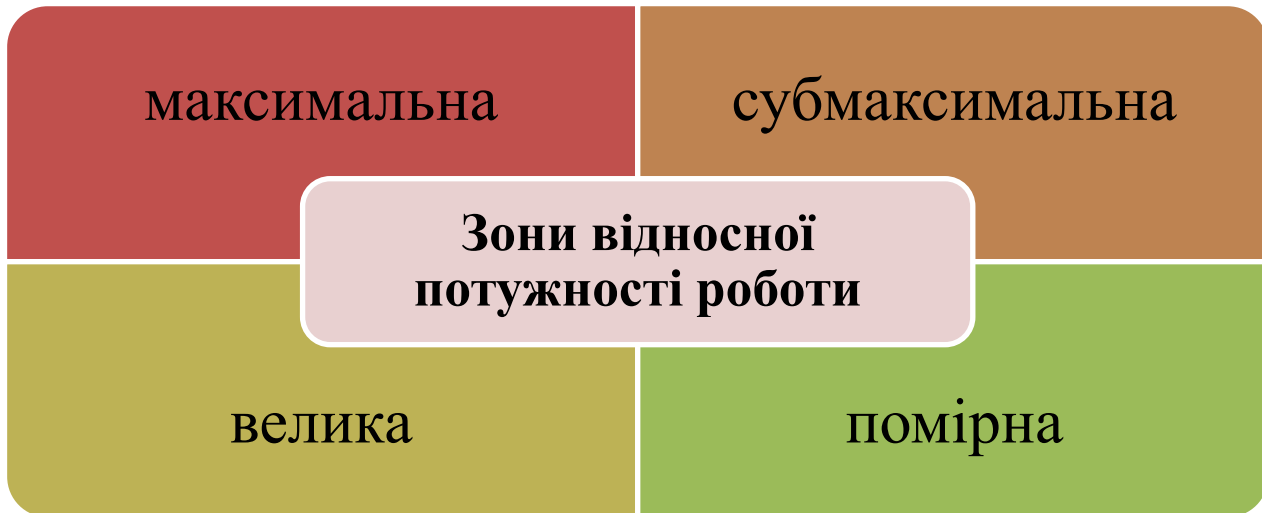 максимальна
субмаксимальна
Зони відносної
потужності роботи
велика
помірна